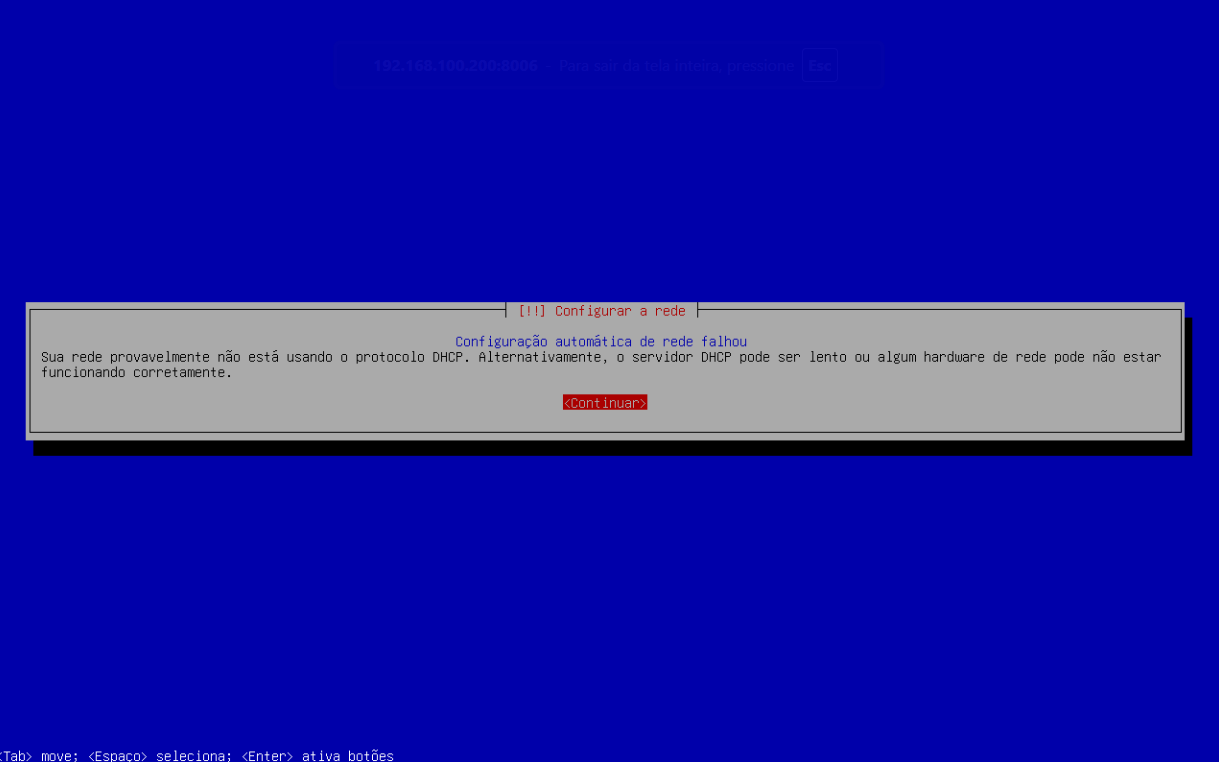 192.168.100.200:8006 - Para sair da tela inteira, pressione Esc
[!!] Configurar a rede
Configuração automática de rede falhou
Sua rede provavelmente não está usando o protocolo DHCP. Alternativamente, o servidor DHCP pode ser lento ou algum hardware de rede pode não estar
funcionando corretamente.
<Continuar>
<Tab> move; <Espaço> seleciona; <Enter> ativa botões